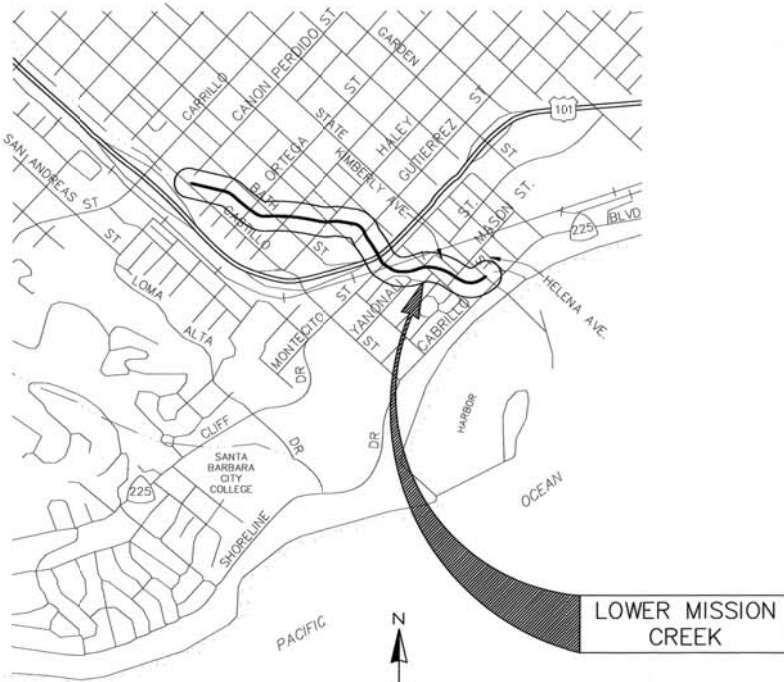 CARRILLO
CANON PERDIDO ST
GARDEN
ST
101
SAN ANDREAS ST
ORTEGA
ST
STATE
HALEY
GUTIERREZ
ST
BATH
KIMBERLY AVE.
CASTILLO
ST
ST.
MASON ST.
225
BLVD
LOMA
ALTA
MONTECITO ST
YANONALI
ST
CABRILLO
HELENA AVE.
DR
CLIFF
DR
DR
HARBOR
SANTA
BARBARA
CITY
COLLEGE
225
SHORELINE
OCEAN
PACIFIC
N
LOWER MISSION
CREEK